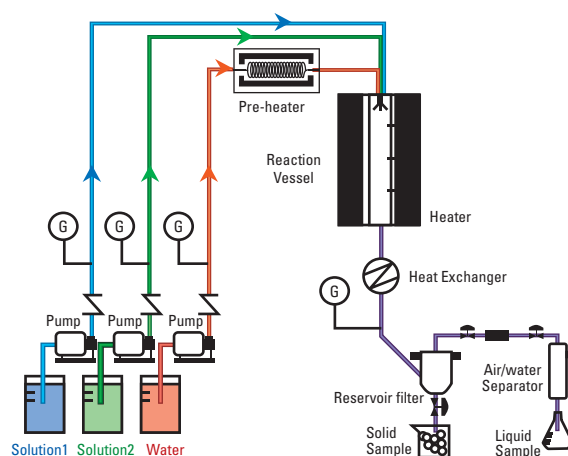 Pre-heater
Reaction
Vessel
Heater
G
G
G
G
Heat Exchanger
Pump
Pump
Pump
Air/water
Separator
Reservoir filter
Solution1
Solution2
Water
Solid
Sample
Liquid
Sample